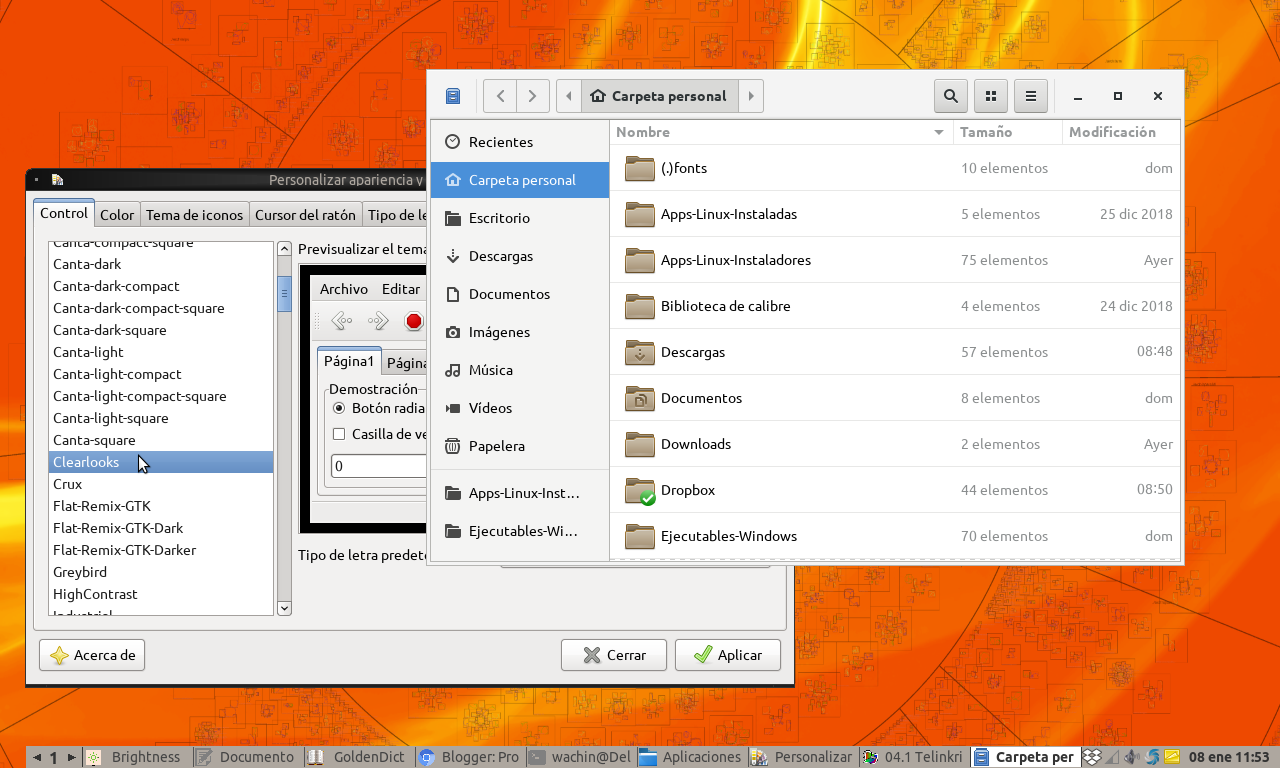 Carpeta personal
Nombre Tamaño Modificación
Recientes
Carpeta personal
Escritorio
Descargas
Documentos
Imágenes
Música
Vídeos
Papelera
Apps-Linux-Inst…
Ejecutables-Wi…
(.)fonts 10 elementos dom
Apps-Linux-Instaladas 5 elementos 25 dic 2018
Apps-Linux-Instaladores 75 elementos Ayer
Biblioteca de calibre 4 elementos 24 dic 2018
Descargas 57 elementos 08:48
Documentos 8 elementos dom
Downloads 2 elementos Ayer
Dropbox 44 elementos 08:50
Ejecutables-Windows 70 elementos dom
Personalizar apariencia y
Control Color Tema de iconos Cursor del ratón Tipo de le
Canta-compact-square
Canta-dark
Canta-dark-compact
Canta-dark-compact-square
Canta-dark-square
Canta-light
Canta-light-compact
Canta-light-compact-square
Canta-light-square
Canta-square
Clearlooks
Crux
Flat-Remix-GTK
Flat-Remix-GTK-Dark
Flat-Remix-GTK-Darker
Greybird
HighContrast
Industrial
Previsualizar el tema
Archivo Editar
Página1 Página
Demostración
Botón radia
Casilla de ve
0
Tipo de letra predete
Acerca de Cerrar Aplicar
1 Brightness Documento GoldenDict Blogger: Pro wachin@Del Aplicaciones Personalizar 04.1 Telinkri Carpeta per 08 ene 11:53